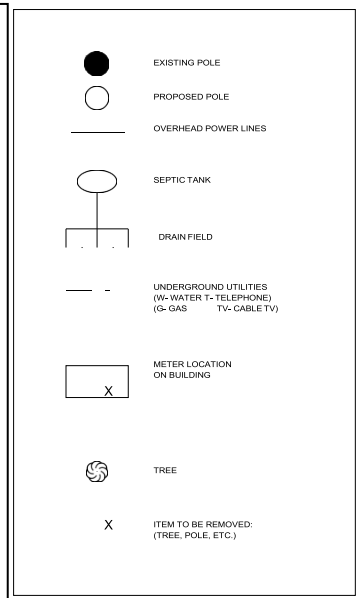 EXISTING POLE
PROPOSED POLE
OVERHEAD POWER LINES
SEPTIC TANK
DRAIN FIELD
UNDERGROUND UTILITIES
(W- WATER T- TELEPHONE)
(G- GAS TV- CABLE TV)
METER LOCATION
ON BUILDING
X
TREE
X ITEM TO BE REMOVED:
(TREE, POLE, ETC.)